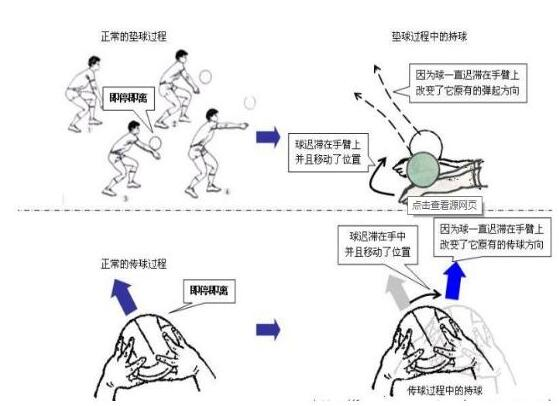 正常的垫球过程
垫球过程中的持球
即停即离
因为球一直迟滞在手臂上
改变了它原有的弹起方向
球迟滞在手臂上
并且移动了位置
点击查看源网页
正常的传球过程
即停即离
球迟滞在手中
并且移动了位置
因为球一直迟滞在手臂上
改变了它原有的传球方向
传球过程中的持球